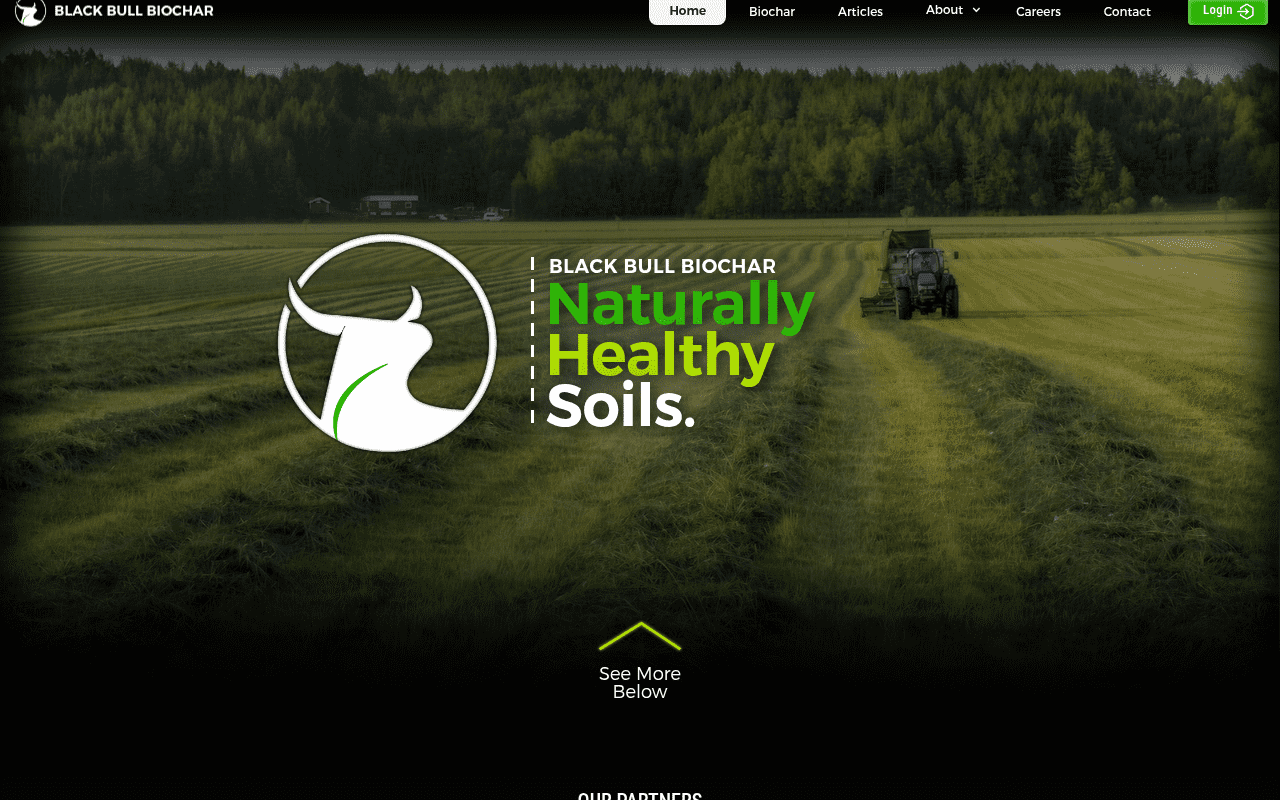 BLACK BULL BIOCHAR
Home
Biochar
Articles
About
Careers
Contact
Login
BLACK BULL BIOCHAR
Naturally
Healthy
Soils.
See More
Below
OUR PARTNERS